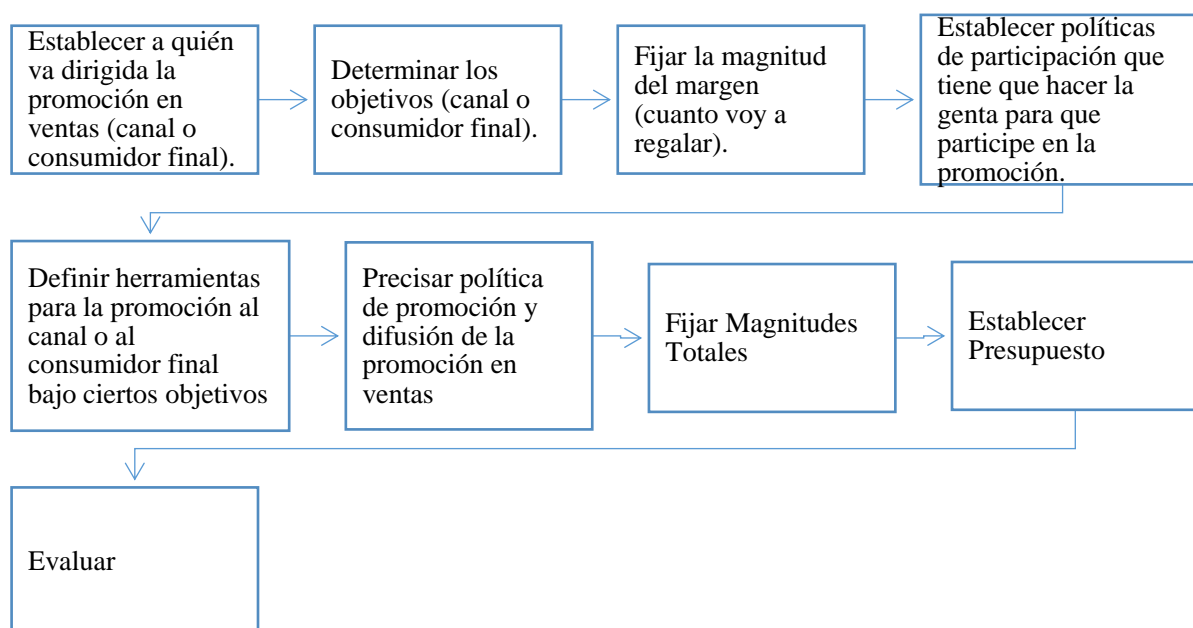 Establecer a quién
va dirigida la
promoción en
ventas (canal o
consumidor final).
Determinar los
objetivos (canal o
consumidor final).
Fijar la magnitud
del margen
(cuanto voy a
regalar).
Establecer políticas
de participación que
tiene que hacer la
genta para que
participe en la
promoción.
Definir herramientas
para la promoción al
canal o al
consumidor final
bajo ciertos objetivos
Precisar política
de promoción y
difusión de la
promoción en
ventas
Fijar Magnitudes
Totales
Establecer
Presupuesto
Evaluar